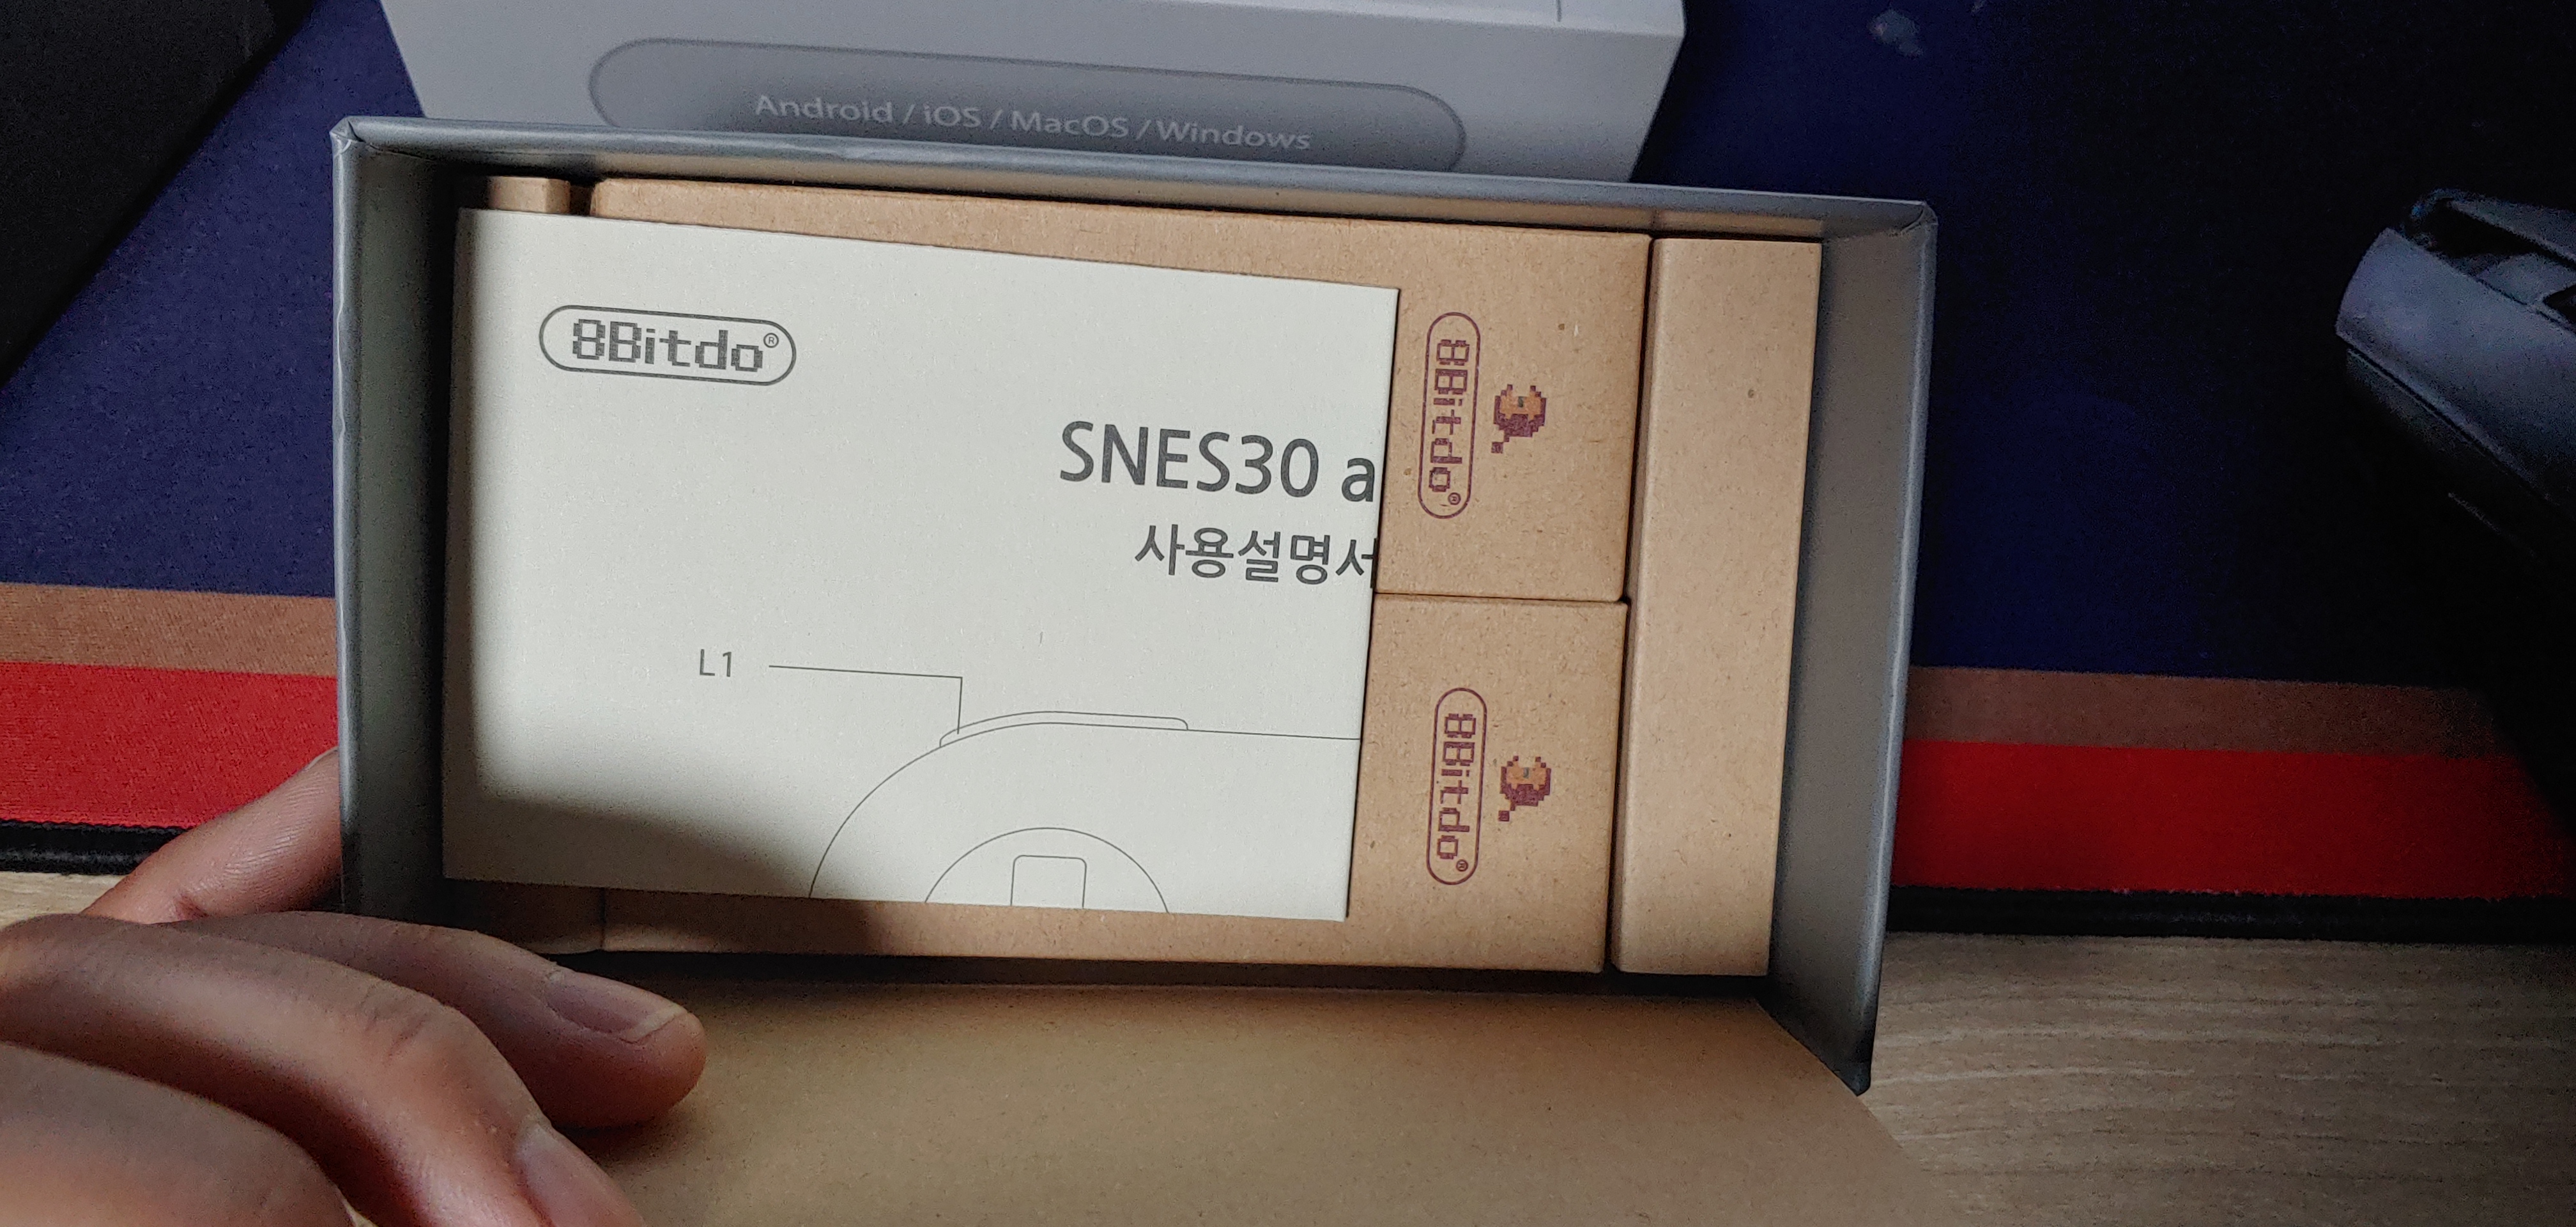 Android / iOS / MacOS / Windows
8Bitdo®
SNES30 a
사용설명서
L1
8Bitdo®
8Bitdo®